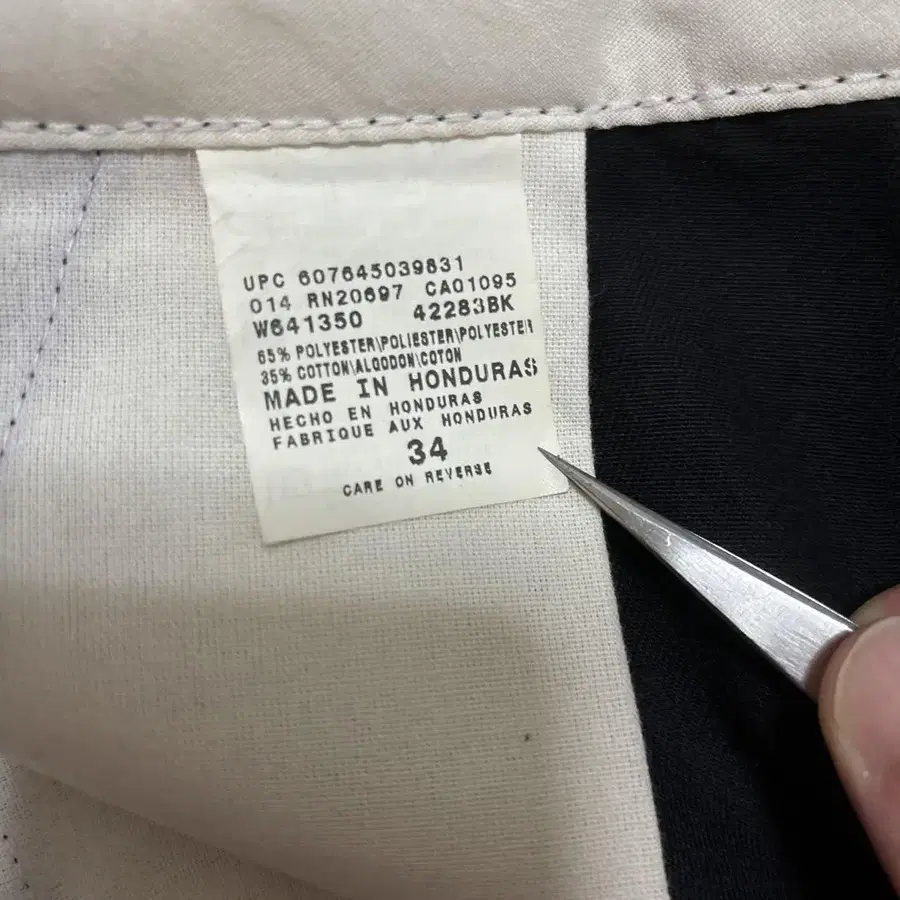 UPC 607645039831
014 RN20697 CA01095
W641350 42283BK
65% POLYESTER\POLIESTER\POLYESTER
35% COTTON\ALGODON\COTON
MADE IN HONDURAS
HECHO EN HONDURAS
FABRIQUE AUX HONDURAS
34
CARE ON REVERSE